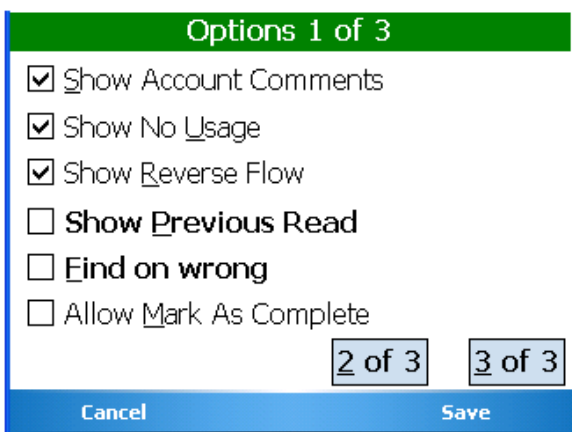 Options 1 of 3
Show Account Comments
Show No Usage
Show Reverse Flow
Show Previous Read
Find on wrong
Allow Mark As Complete
2 of 3 3 of 3
Cancel Save